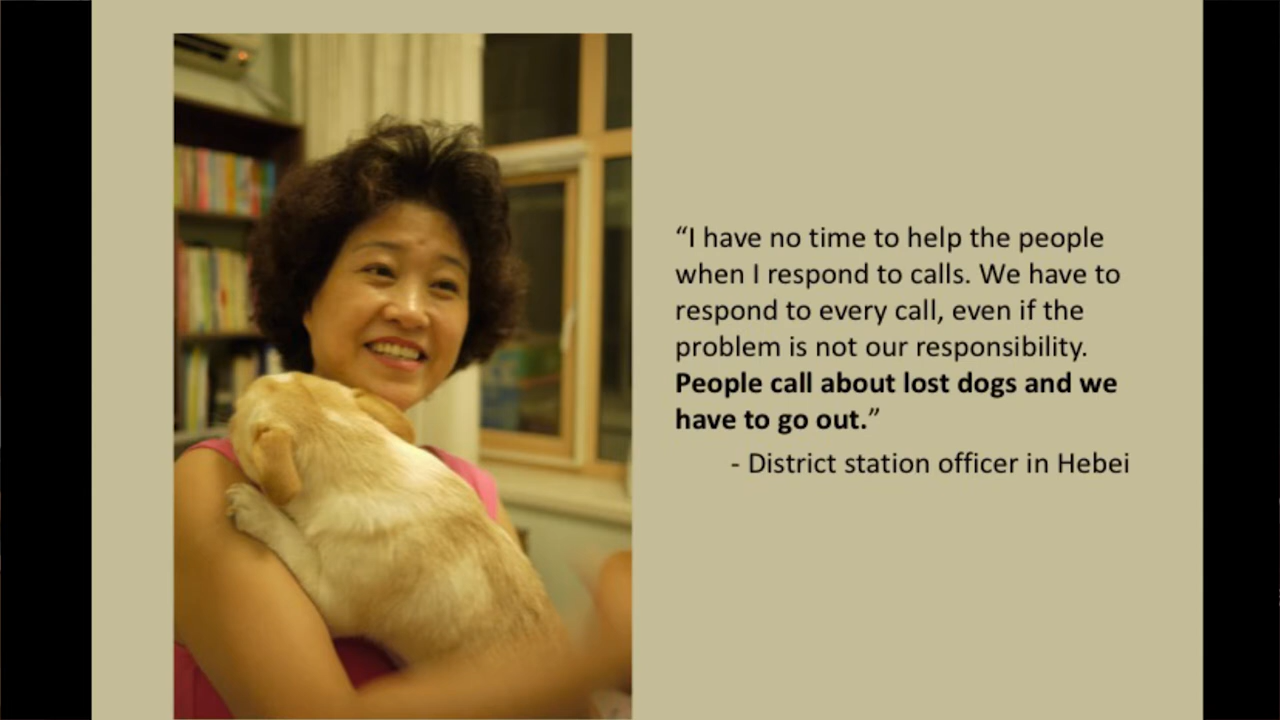 “I have no time to help the people
when I respond to calls. We have to
respond to every call, even if the
problem is not our responsibility.
People call about lost dogs and we
have to go out.”
- District station officer in Hebei